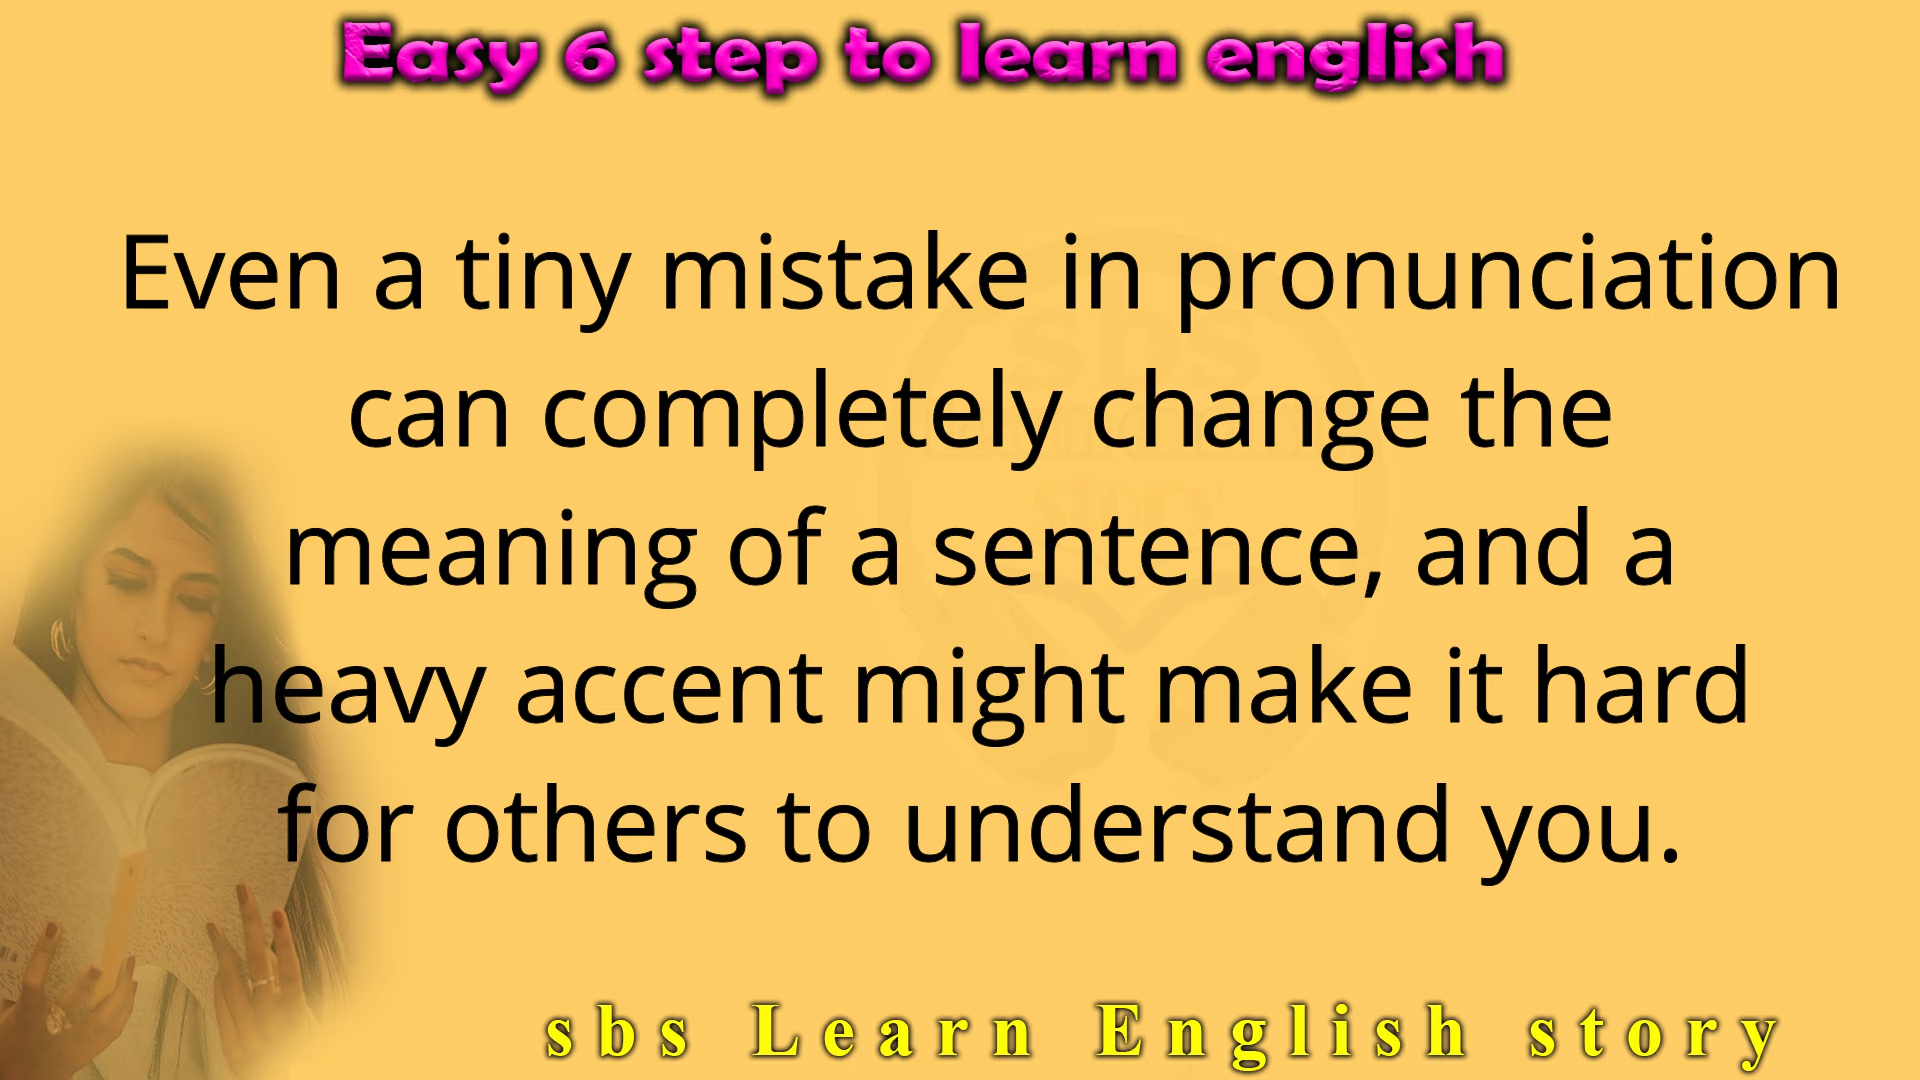 Easy 6 step to learn english
Even a tiny mistake in pronunciation
can completely change the
meaning of a sentence, and a
heavy accent might make it hard
for others to understand you.
sbs Learn English story